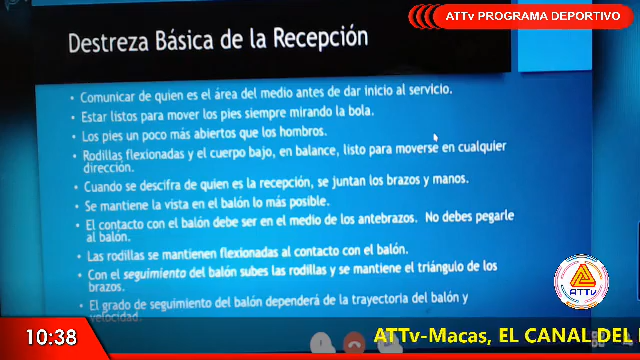 ATTv PROGRAMA DEPORTIVO
Destreza Básica de la Recepción
• Comunicar de quien es el área del medio antes de dar inicio al servicio.
• Estar listos para mover los pies siempre mirando la bola.
• Los pies un poco más abiertos que los hombros.
• Rodillas flexionadas y el cuerpo bajo, en balance, listo para moverse en cualquier
dirección.
• Cuando se descifra de quien es la recepción, se juntan los brazos y manos.
• Se mantiene la vista en el balón lo más posible.
• El contacto con el balón debe ser en el medio de los antebrazos. No debes pegarle
al balón.
• Las rodillas se mantienen flexionadas al contacto con el balón.
• Con el seguimiento del balón subes las rodillas y se mantiene el triángulo de los
brazos.
• El grado de seguimiento del balón dependerá de la trayectoria del balón y
velocidad.
ATTv
10:38
ATTv-Macas, EL CANAL DEL